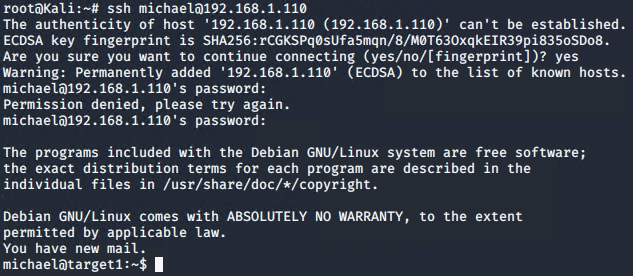 root@Kali:~# ssh michael@192.168.1.110
The authenticity of host '192.168.1.110 (192.168.1.110)' can't be established.
ECDSA key fingerprint is SHA256:rCGKSPq0sUfa5mqn/8/M0T63OxqkEIR39pi835oSDo8.
Are you sure you want to continue connecting (yes/no/[fingerprint])? yes
Warning: Permanently added '192.168.1.110' (ECDSA) to the list of known hosts.
michael@192.168.1.110's password:
Permission denied, please try again.
michael@192.168.1.110's password:

The programs included with the Debian GNU/Linux system are free software;
the exact distribution terms for each program are described in the
individual files in /usr/share/doc/*/copyright.

Debian GNU/Linux comes with ABSOLUTELY NO WARRANTY, to the extent
permitted by applicable law.
You have new mail.
michael@target1:~$